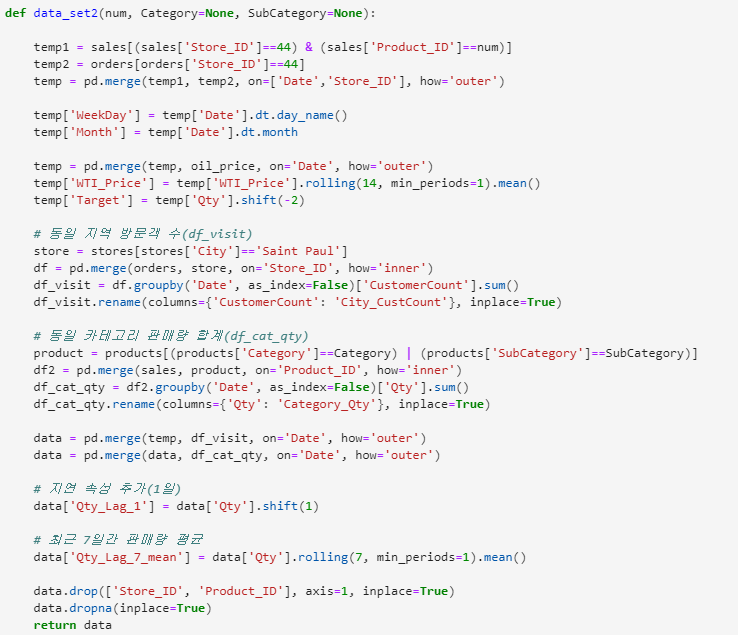 def data_set2(num, Category=None, SubCategory=None):
temp1 = sales[(sales['Store_ID']==44) & (sales['Product_ID']==num)]
temp2 = orders[orders['Store_ID']==44]
temp = pd.merge(temp1, temp2, on=['Date','Store_ID'], how='outer')
temp['WeekDay'] = temp['Date'].dt.day_name()
temp['Month'] = temp['Date'].dt.month
temp = pd.merge(temp, oil_price, on='Date', how='outer')
temp['WTI_Price'] = temp['WTI_Price'].rolling(14, min_periods=1).mean()
temp['Target'] = temp['Qty'].shift(-2)
# 동일 지역 방문객 수(df_visit)
store = stores[stores['City']=='Saint Paul']
df = pd.merge(orders, store, on='Store_ID', how='inner')
df_visit = df.groupby('Date', as_index=False)['CustomerCount'].sum()
df_visit.rename(columns={'CustomerCount': 'City_CustCount'}, inplace=True)
# 동일 카테고리 판매량 합계(df_cat_qty)
product = products[(products['Category']==Category) | (products['SubCategory']==SubCategory)]
df2 = pd.merge(sales, product, on='Product_ID', how='inner')
df_cat_qty = df2.groupby('Date', as_index=False)['Qty'].sum()
df_cat_qty.rename(columns={'Qty': 'Category_Qty'}, inplace=True)
data = pd.merge(temp, df_visit, on='Date', how='outer')
data = pd.merge(data, df_cat_qty, on='Date', how='outer')
# 지연 속성 추가(1일)
data['Qty_Lag_1'] = data['Qty'].shift(1)
# 최근 7일간 판매량 평균
data['Qty_Lag_7_mean'] = data['Qty'].rolling(7, min_periods=1).mean()
data.drop(['Store_ID', 'Product_ID'], axis=1, inplace=True)
data.dropna(inplace=True)
return data